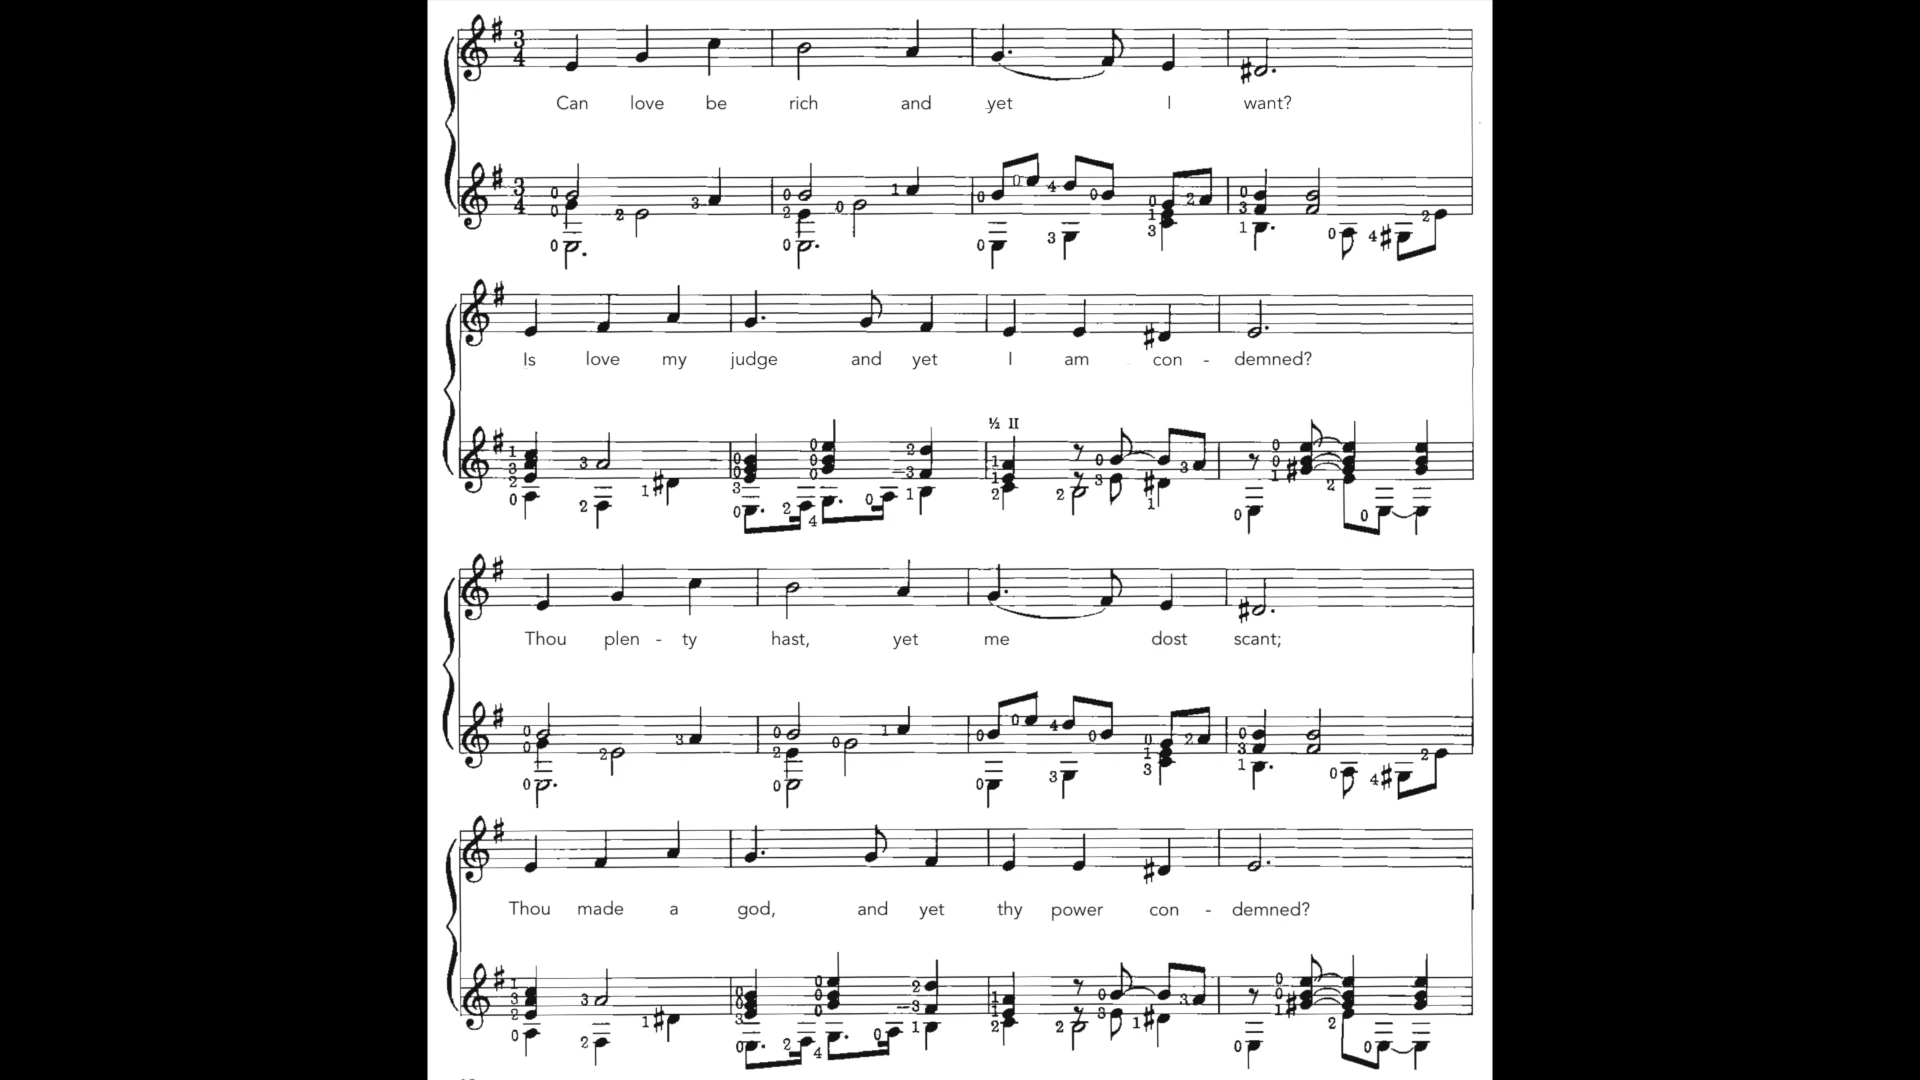 Can love be rich and yet I want?
Is love my judge and yet I am con - demned?
½ II
Thou plen - ty hast, yet me dost scant;
Thou made a god, and yet thy power con - demned?